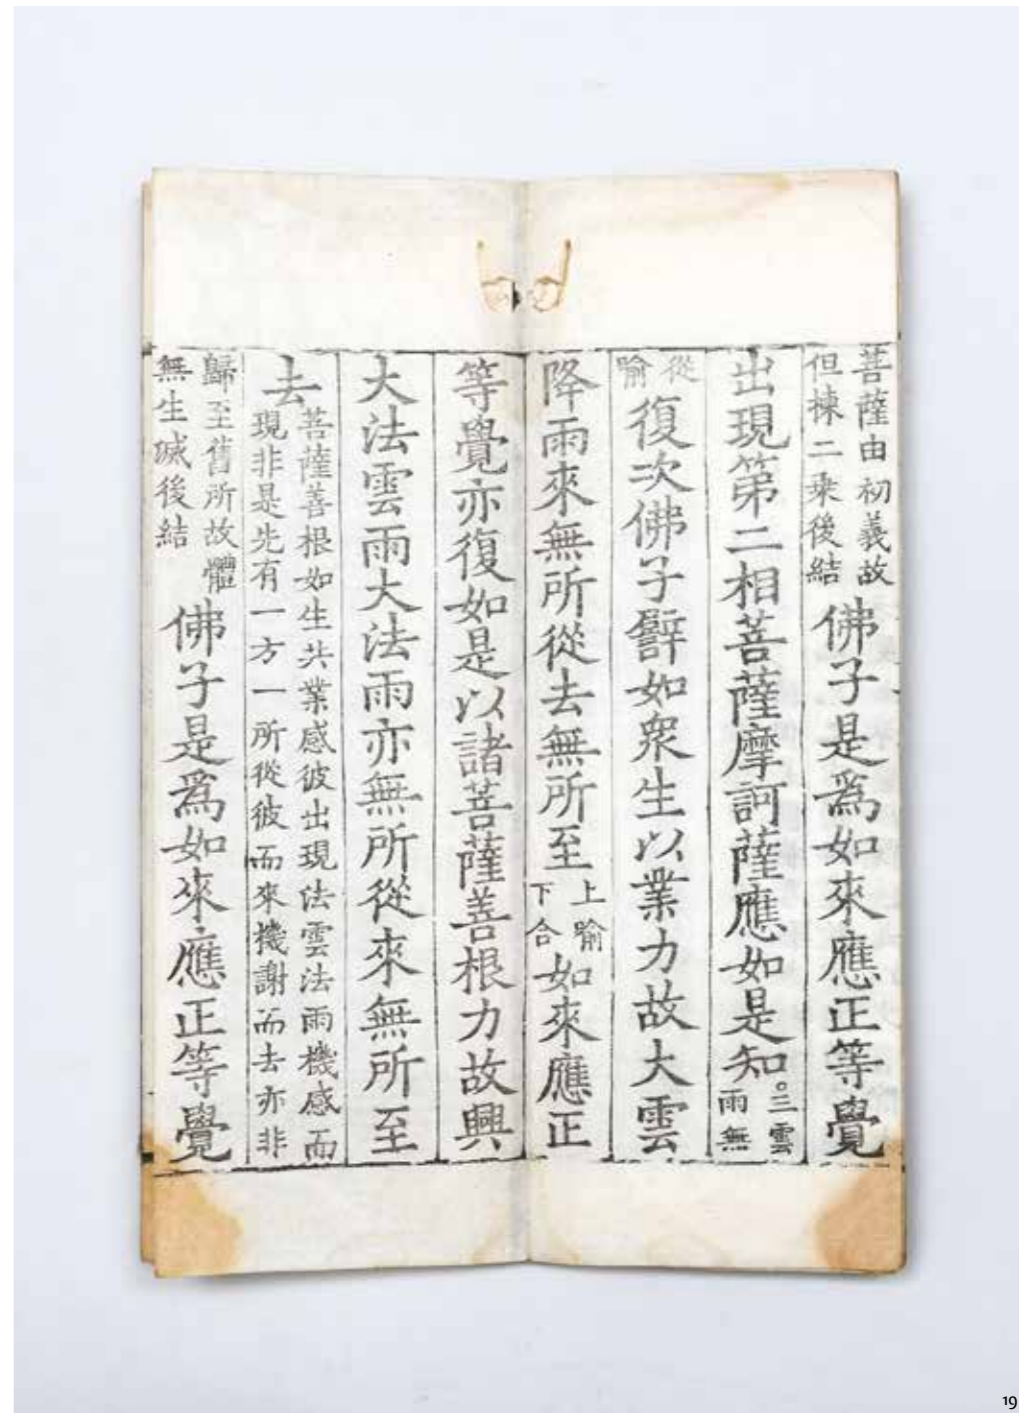 菩薩由初義故但揀二乘後結佛子是爲如來應正等覺
出現第二相菩薩摩訶薩應如是知。三雲雨無
從喻復次佛子譬如衆生以業力故大雲
降雨來無所從去無所至上喻下合如來應正
等覺亦復如是以諸菩薩善根力故興
大法雲雨大法雨亦無所從來無所至
去菩薩善根如生共業感彼出現法雲法雨機感而現非是先有一方一所從彼而來機謝而去亦非
歸至舊所故體無生滅後結佛子是爲如來應正等覺
19